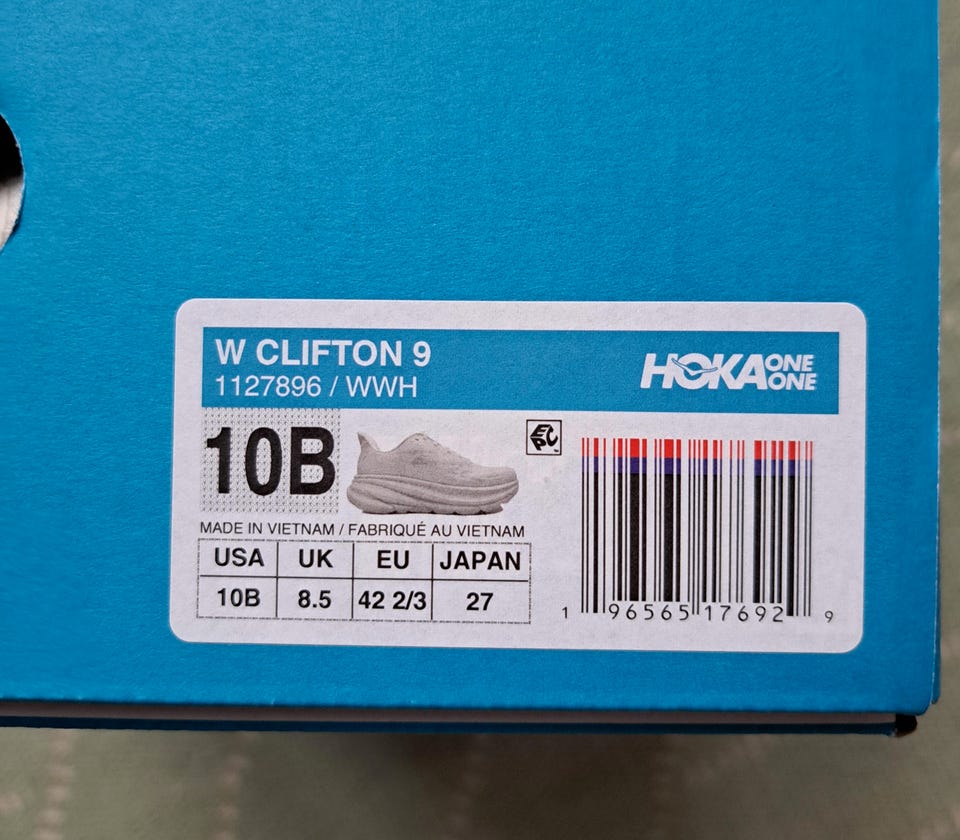 W CLIFTON 9
1127896 / WWH
HOKA ONE ONE
10B
EPC
MADE IN VIETNAM / FABRIQUÉ AU VIETNAM
USA UK EU JAPAN
10B 8.5 42 2/3 27
1 96565 17692 9